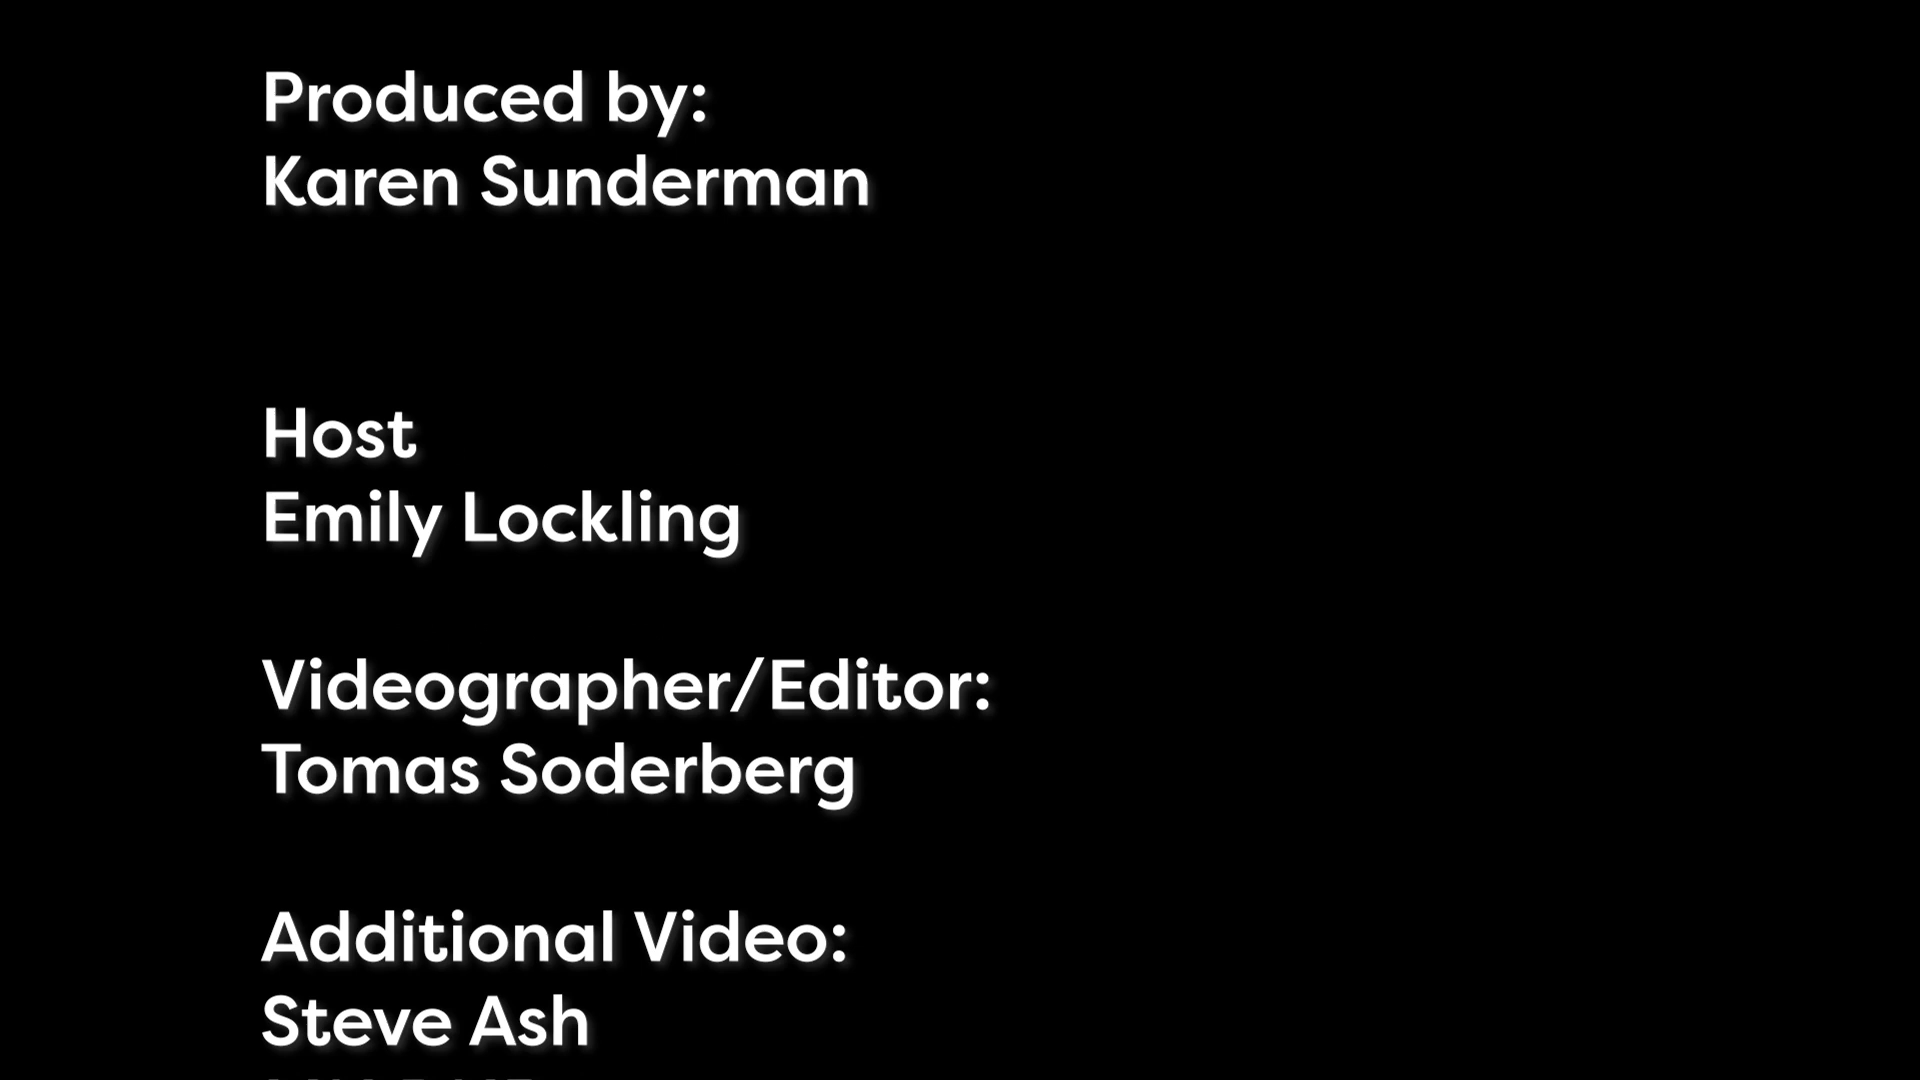 Produced by:
Karen Sunderman
Host
Emily Lockling
Videographer/Editor:
Tomas Soderberg
Additional Video:
Steve Ash